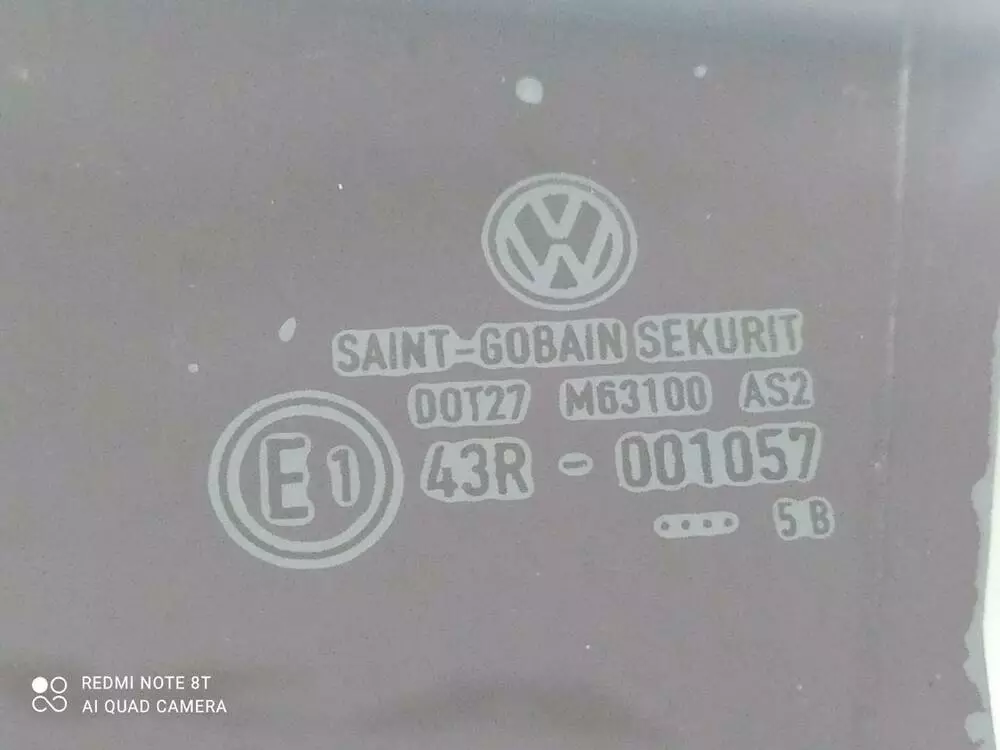 SAINT-GOBAIN SEKURIT
DOT27 M63100 AS2
E1 43R - 001057
.... 5 B
REDMI NOTE 8T
AI QUAD CAMERA